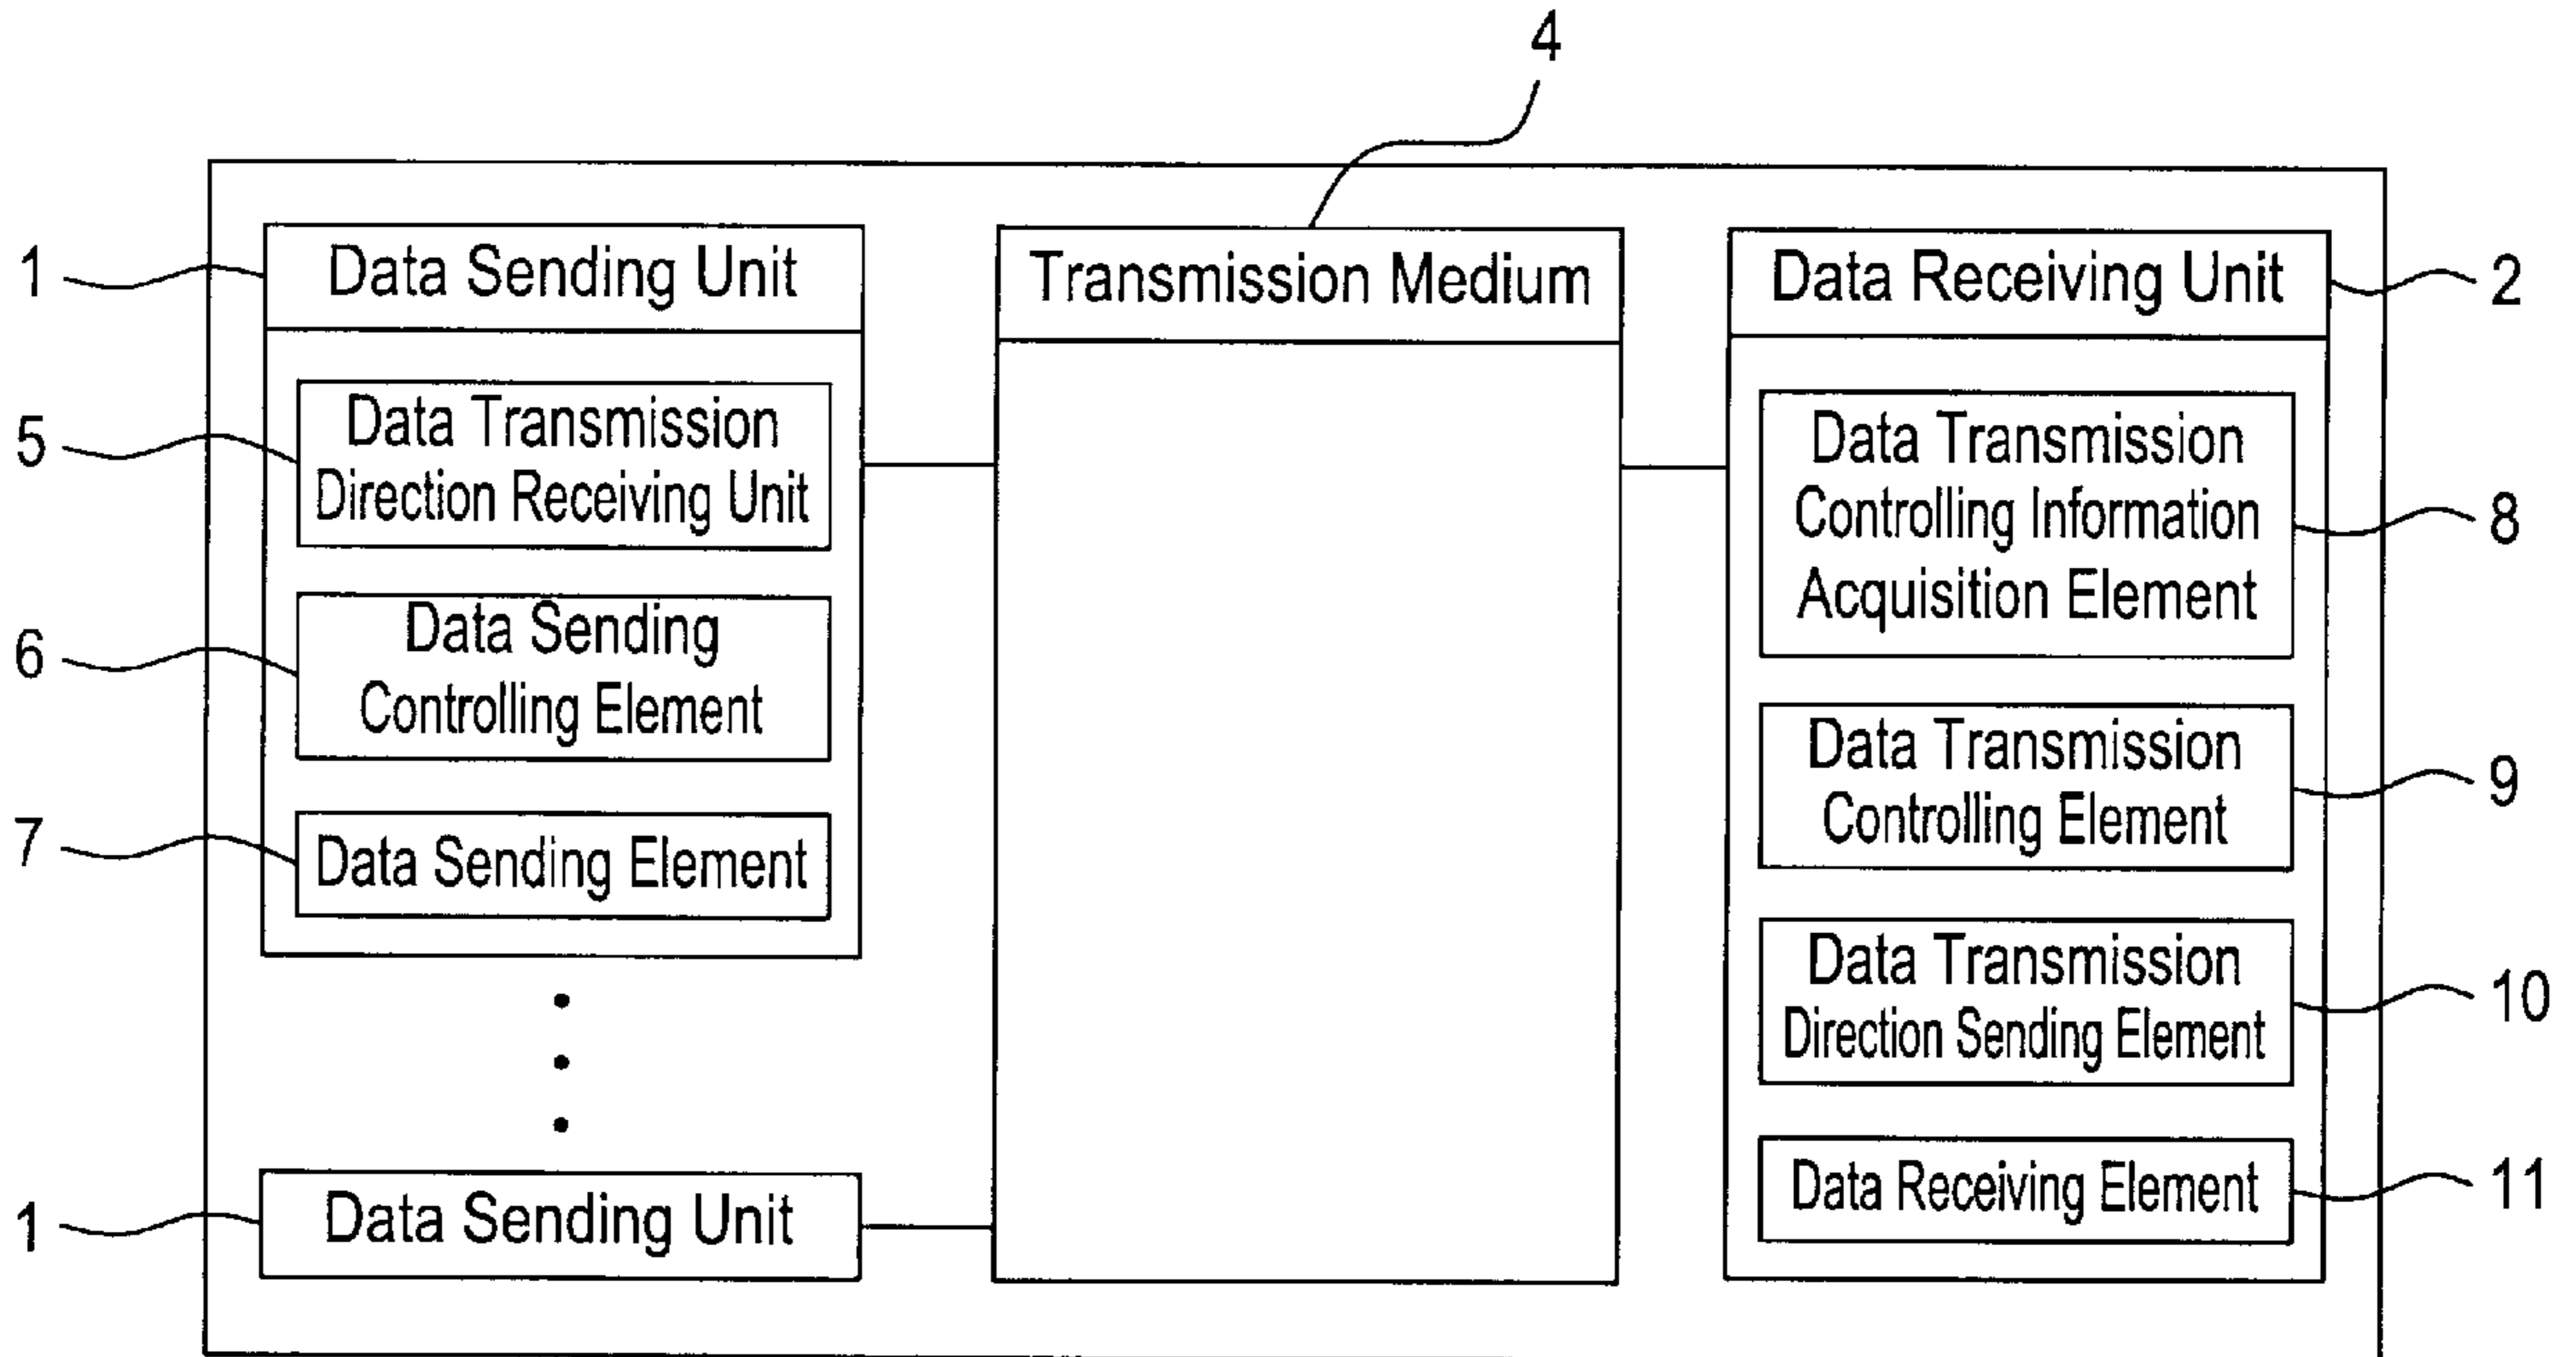 4
1
Data Sending Unit
5
Data Transmission
Direction Receiving Unit
6
Data Sending
Controlling Element
7
Data Sending Element
1
Data Sending Unit
Transmission Medium
Data Receiving Unit
2
Data Transmission
Controlling Information
Acquisition Element
8
Data Transmission
Controlling Element
9
Data Transmission
Direction Sending Element
10
Data Receiving Element
11